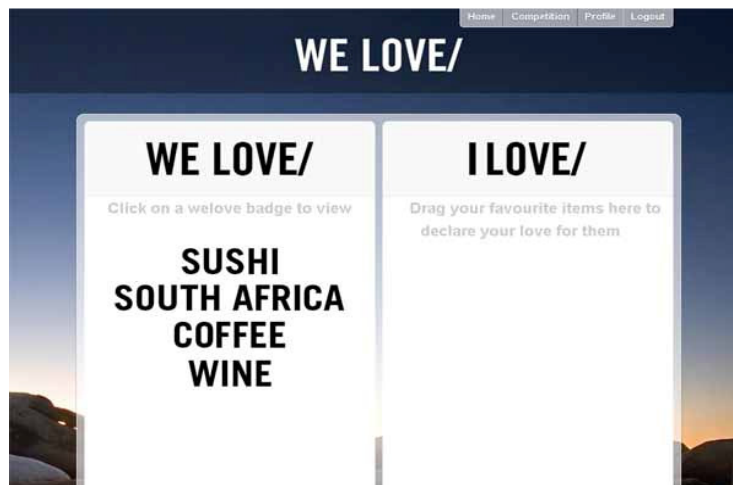 Home Competition Profile Logout
WE LOVE/
WE LOVE/
Click on a welove badge to view
SUSHI
SOUTH AFRICA
COFFEE
WINE
I LOVE/
Drag your favourite items here to
declare your love for them